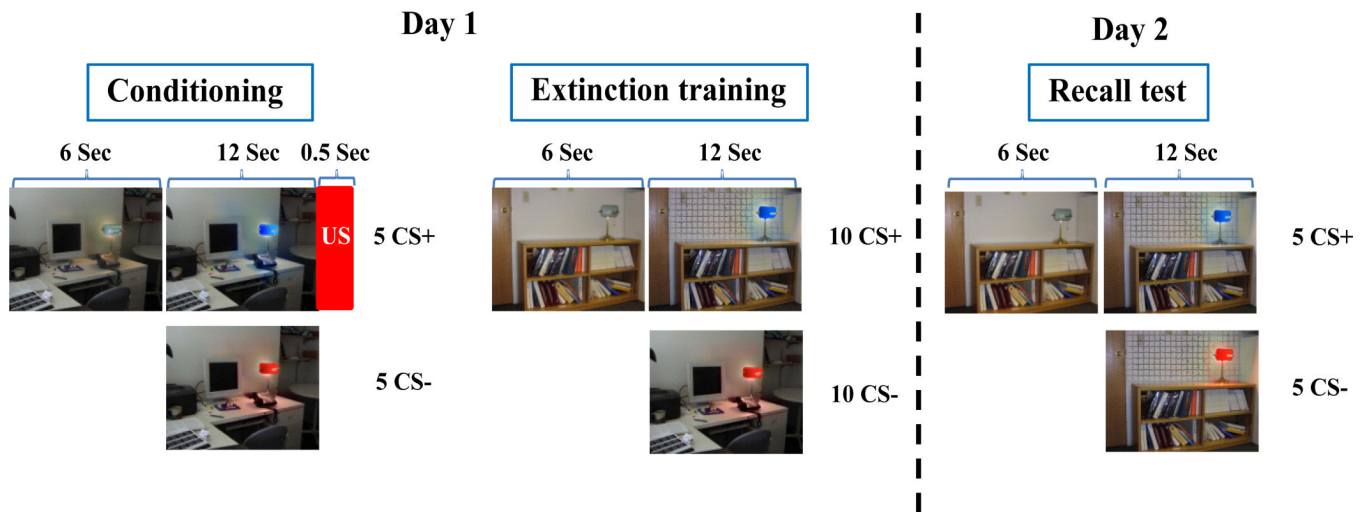 Day 1
Day 2
Conditioning
Extinction training
Recall test
6 Sec
12 Sec
0.5 Sec
6 Sec
12 Sec
6 Sec
12 Sec
US
5 CS+
10 CS+
5 CS+
5 CS-
10 CS-
5 CS-